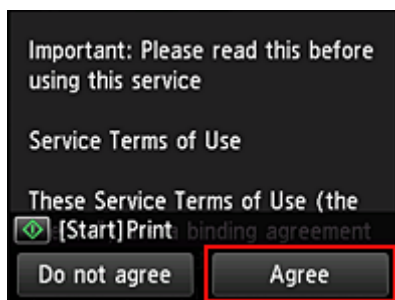 Important: Please read this before
using this service
Service Terms of Use
These Service Terms of Use (the
[Start]Print
binding agreement
Do not agree
Agree